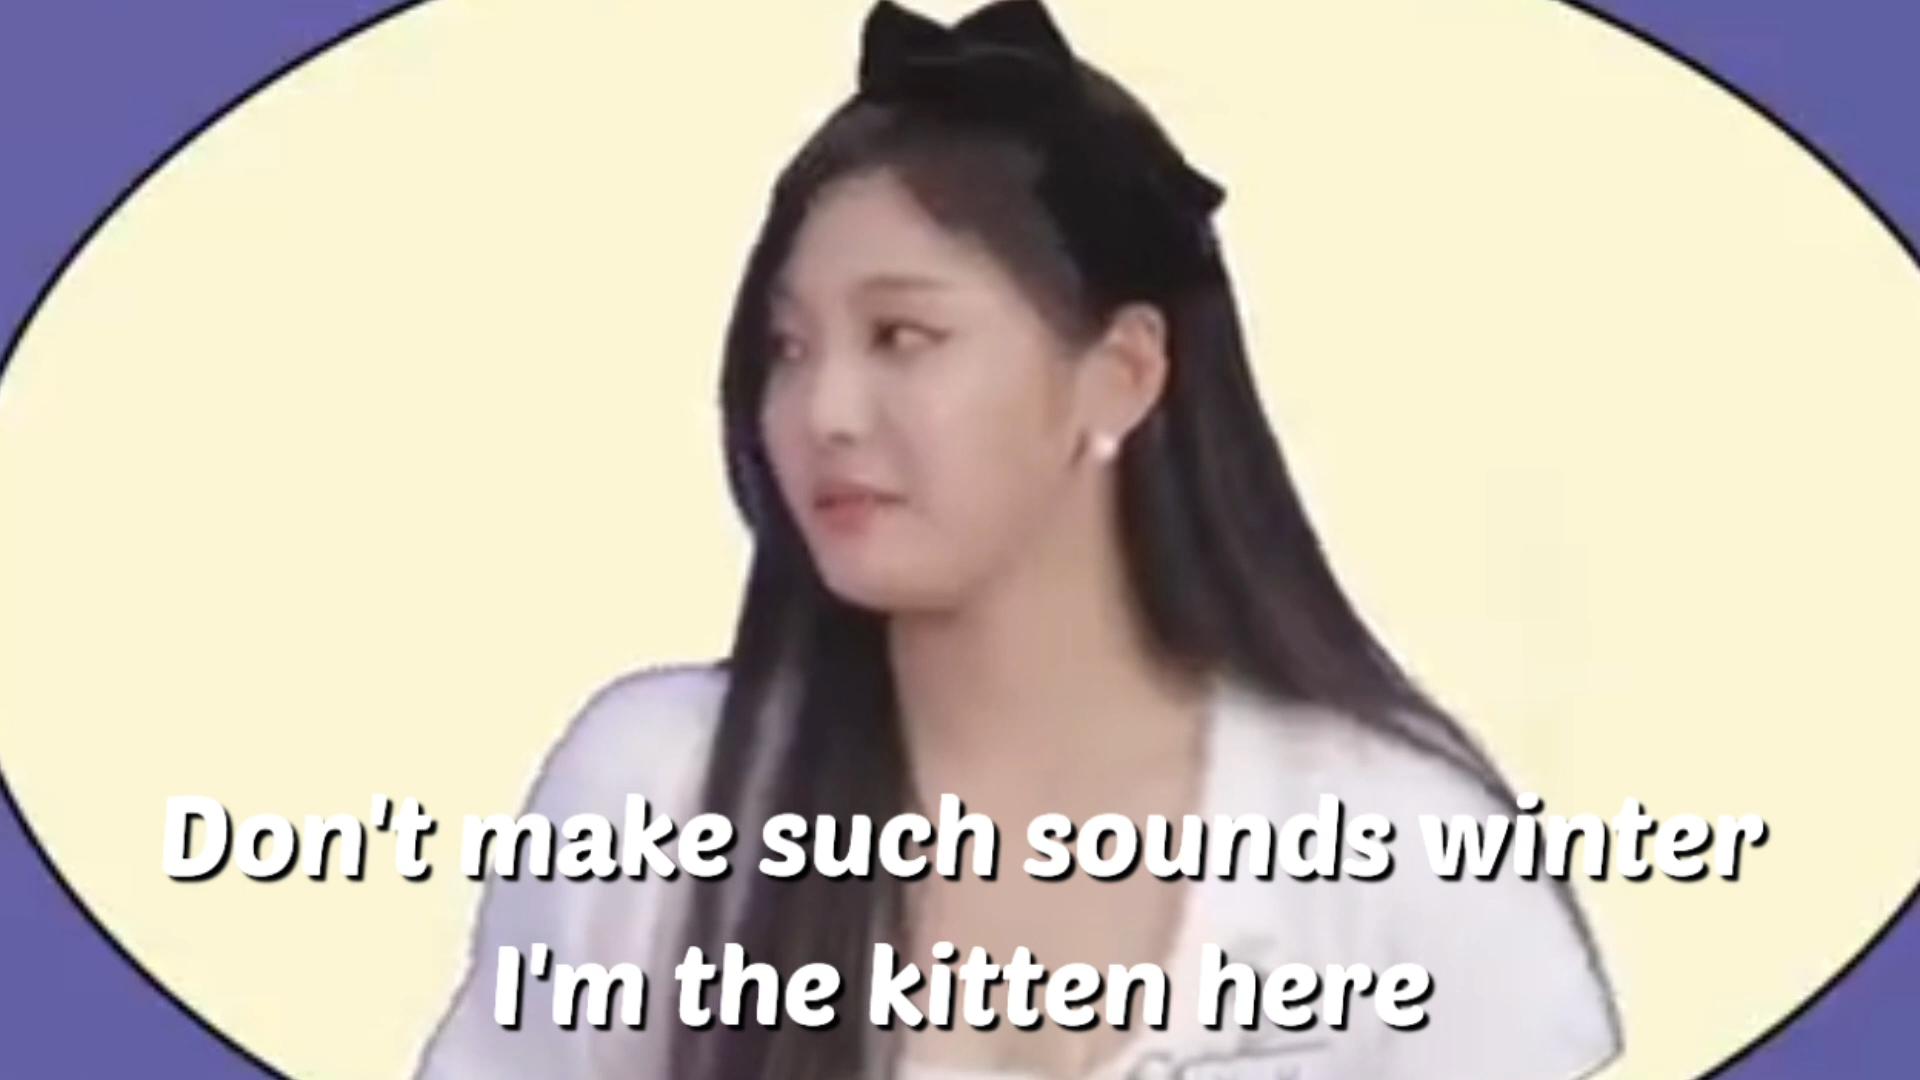 Don't make such sounds winter
I'm the kitten here